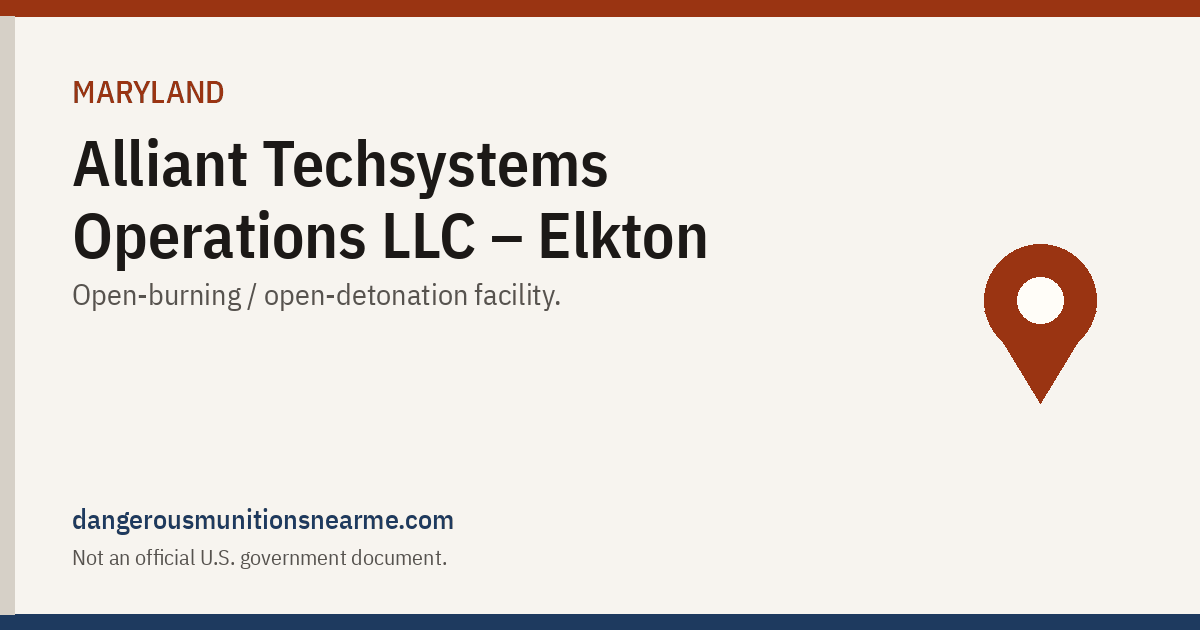 MARYLAND
Alliant Techsystems
Operations LLC – Elkton
Open-burning / open-detonation facility.
dangerousmunitionsnearme.com
Not an official U.S. government document.